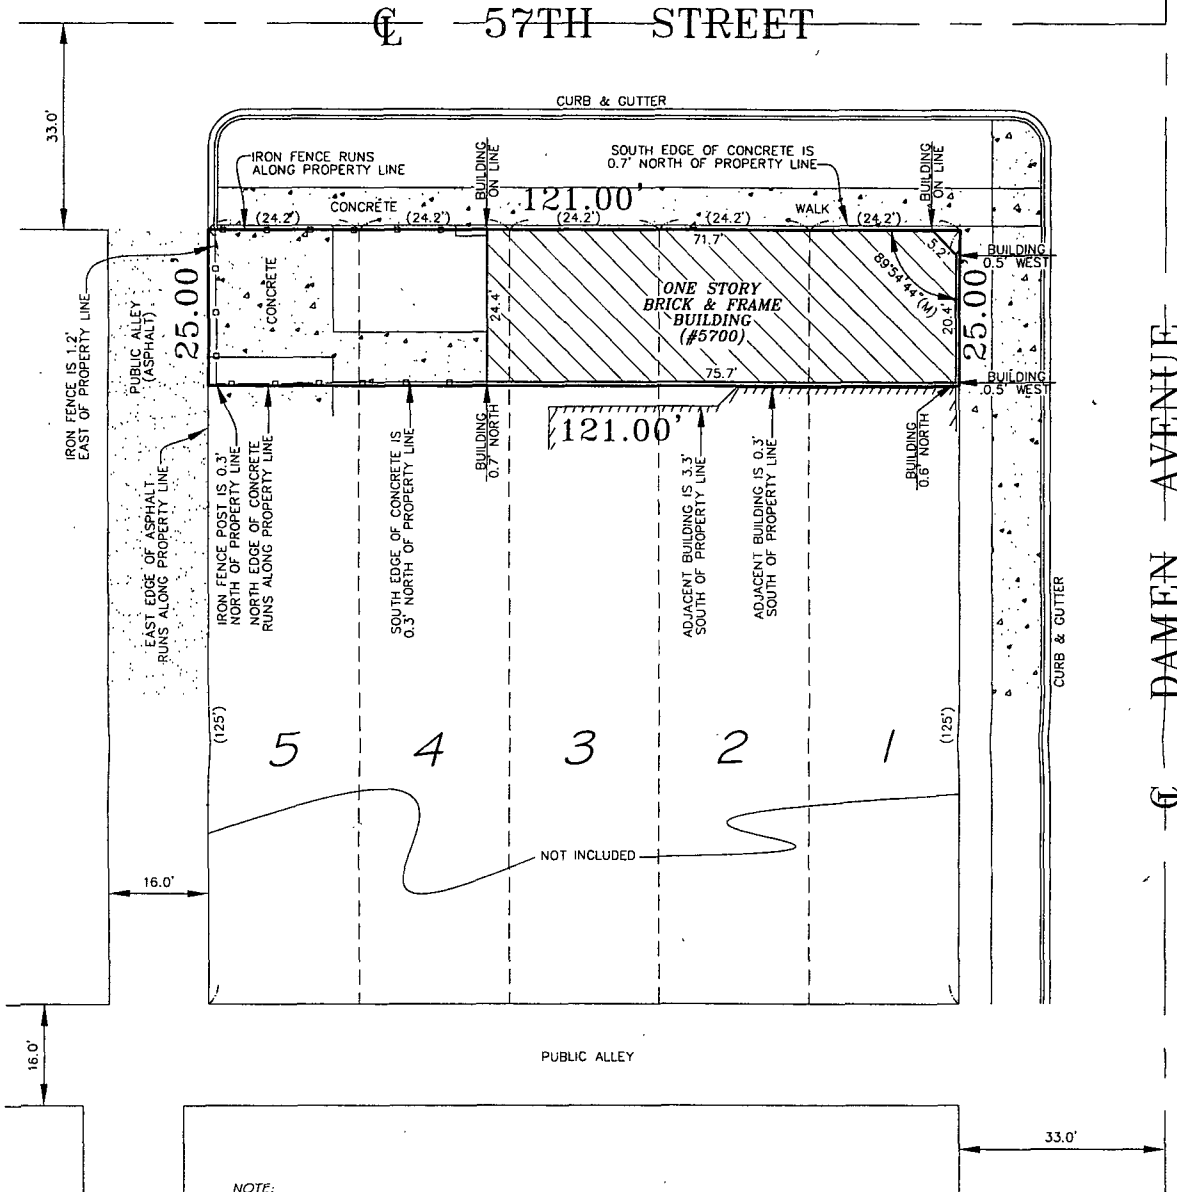 ℄ 57TH STREET
33.0'
CURB & GUTTER
IRON FENCE RUNS
ALONG PROPERTY LINE
BUILDING
ON LINE
SOUTH EDGE OF CONCRETE IS
0.7' NORTH OF PROPERTY LINE
BUILDING
ON LINE
CONCRETE
121.00'
WALK
(24.2')
(24.2')
(24.2')
(24.2')
(24.2')
71.7'
5.2'
BUILDING
0.5' WEST
89°54'44"(M)
IRON FENCE IS 1.2'
EAST OF PROPERTY LINE
PUBLIC ALLEY
(ASPHALT)
25.00'
CONCRETE
24.4'
ONE STORY
BRICK & FRAME
BUILDING
(#5700)
20.4'
25.00'
75.7'
BUILDING
0.5' WEST
121.00'
BUILDING
0.7' NORTH
BUILDING
0.6' NORTH
EAST EDGE OF ASPHALT
RUNS ALONG PROPERTY LINE
IRON FENCE POST IS 0.3'
NORTH OF PROPERTY LINE
NORTH EDGE OF CONCRETE
RUNS ALONG PROPERTY LINE
SOUTH EDGE OF CONCRETE IS
0.3' NORTH OF PROPERTY LINE
ADJACENT BUILDING IS 3.3'
SOUTH OF PROPERTY LINE
ADJACENT BUILDING IS 0.3'
SOUTH OF PROPERTY LINE
CURB & GUTTER
℄ DAMEN AVENUE
(125')
5 4 3 2 1
(125')
NOT INCLUDED
16.0'
16.0'
PUBLIC ALLEY
33.0'
NOTE: